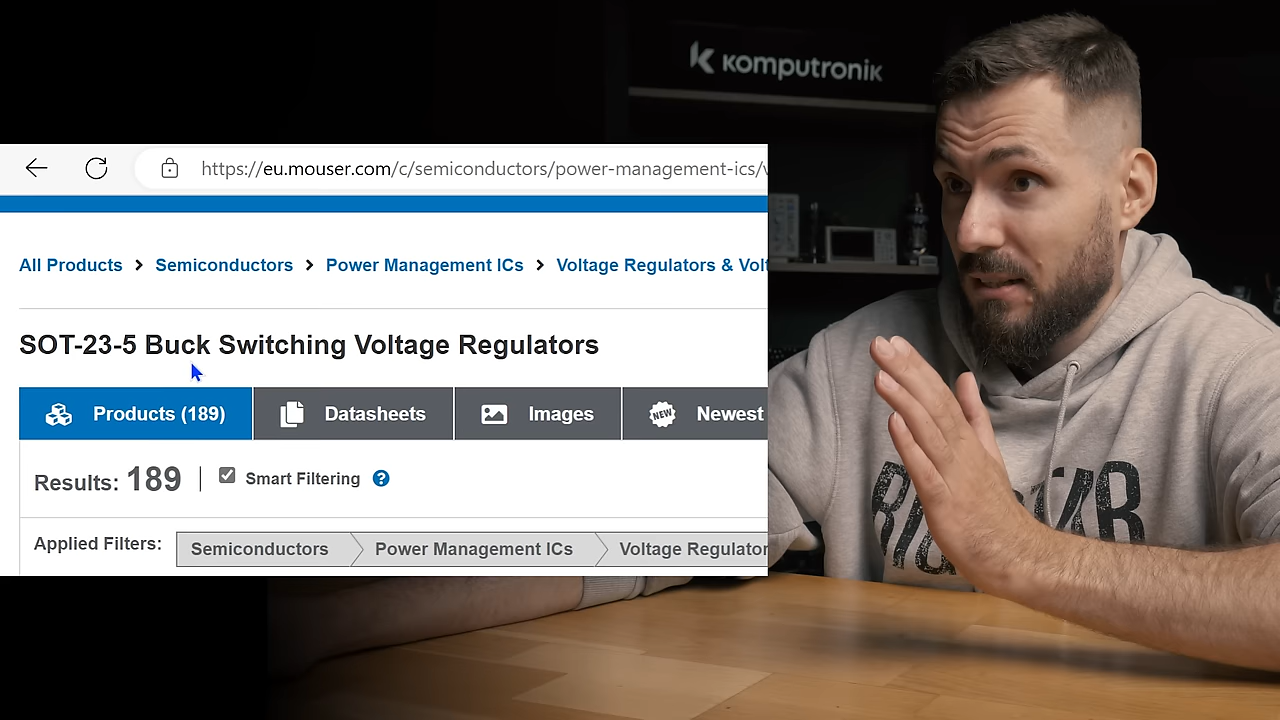 KOMPUTRONIK
https://eu.mouser.com/c/semiconductors/power-management-ics/
All Products > Semiconductors > Power Management ICs > Voltage Regulators &
SOT-23-5 Buck Switching Voltage Regulators
Products (189) Datasheets Images NEW Newest
Results: 189 | Smart Filtering ?
Applied Filters: Semiconductors Power Management ICs Voltage